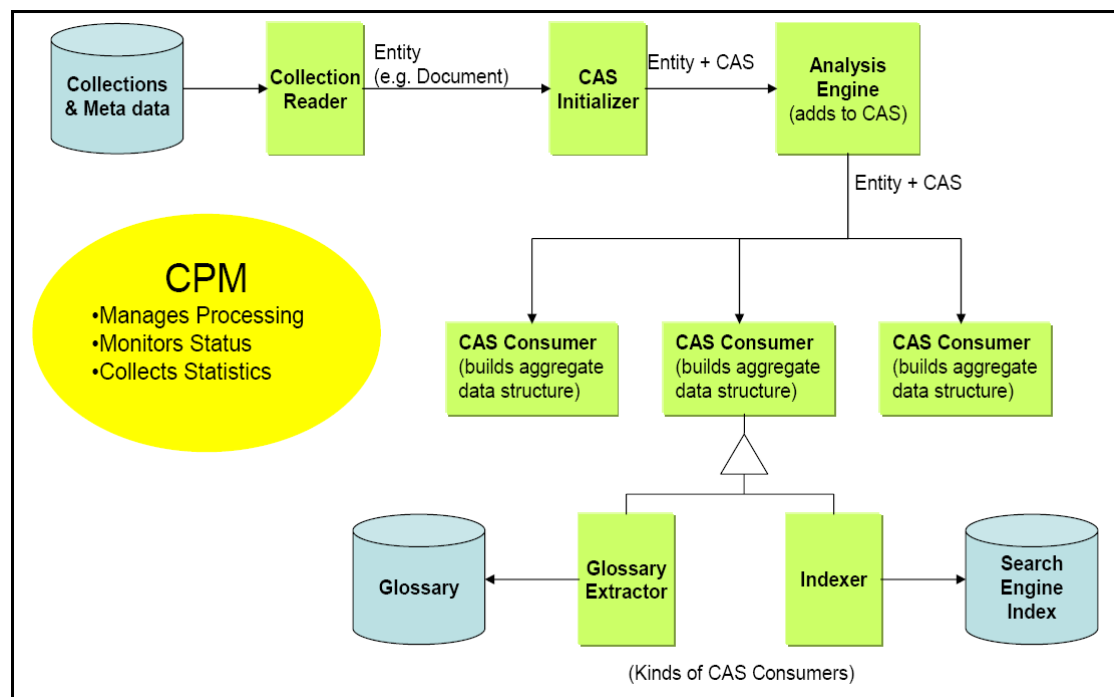 Collections
& Meta data
Collection
Reader
Entity
(e.g. Document)
CAS
Initializer
Entity + CAS
Analysis
Engine
(adds to CAS)
Entity + CAS
CPM
•Manages Processing
•Monitors Status
•Collects Statistics
CAS Consumer
(builds aggregate
data structure)
CAS Consumer
(builds aggregate
data structure)
CAS Consumer
(builds aggregate
data structure)
Glossary
Glossary
Extractor
Indexer
Search
Engine
Index
(Kinds of CAS Consumers)